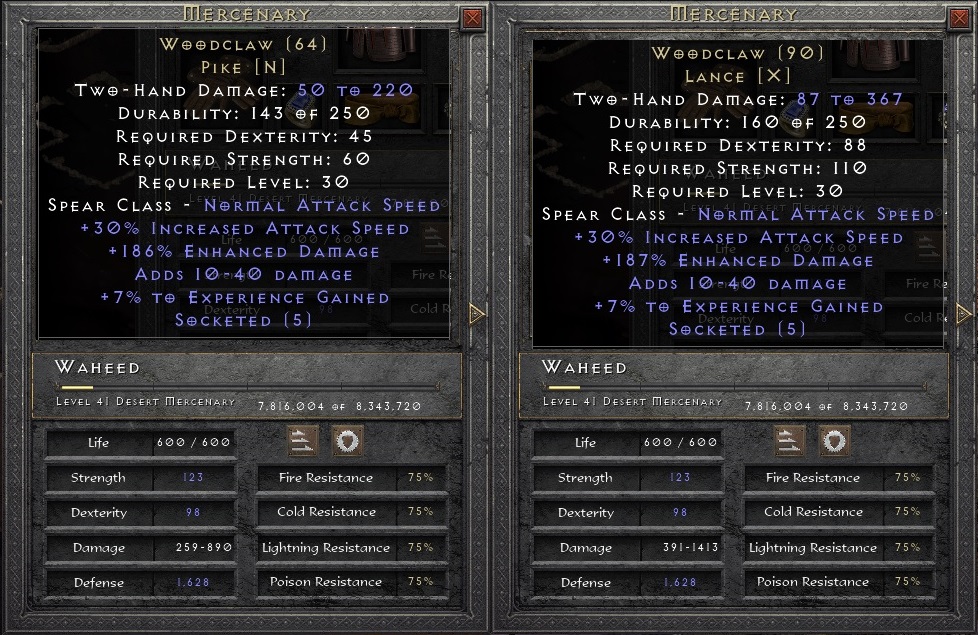 Mercenary
Woodclaw (64)
Pike [N]
Two-Hand Damage: 50 to 220
Durability: 143 of 250
Required Dexterity: 45
Required Strength: 60
Required Level: 30
Spear Class - Normal Attack Speed
+30% Increased Attack Speed
+186% Enhanced Damage
Adds 10-40 damage
+7% to Experience Gained
Socketed (5)
Waheed
Level 41 Desert Mercenary
7,816,004 of 8,343,720
Life 600 / 600
Strength 123
Fire Resistance 75%
Dexterity 98
Cold Resistance 75%
Damage 259-890
Lightning Resistance 75%
Defense 1,628
Poison Resistance 75%
Mercenary
Woodclaw (90)
Lance [X]
Two-Hand Damage: 87 to 367
Durability: 160 of 250
Required Dexterity: 88
Required Strength: 110
Required Level: 30
Spear Class - Normal Attack Speed
+30% Increased Attack Speed
+187% Enhanced Damage
Adds 10-40 damage
+7% to Experience Gained
Socketed (5)
Waheed
Level 41 Desert Mercenary
7,816,004 of 8,343,720
Life 600 / 600
Strength 123
Fire Resistance 75%
Dexterity 98
Cold Resistance 75%
Damage 391-1413
Lightning Resistance 75%
Defense 1,628
Poison Resistance 75%